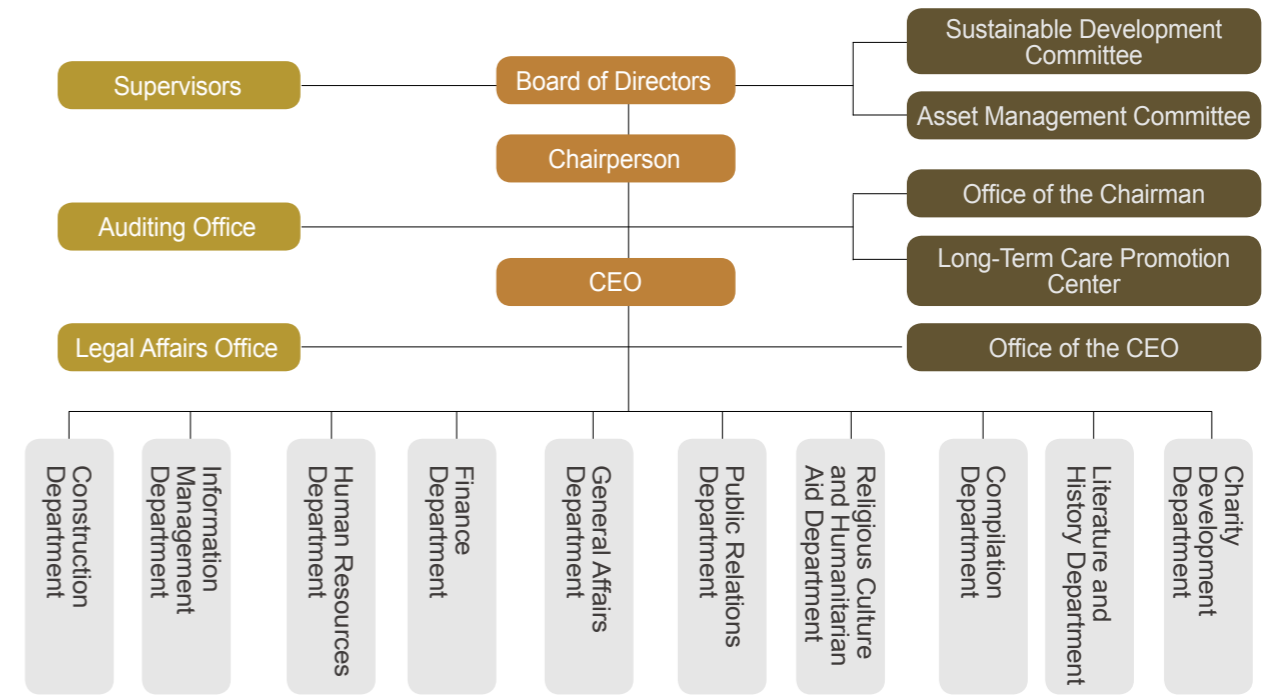 Sustainable Development
Committee
Supervisors
Board of Directors
Asset Management Committee
Chairperson
Office of the Chairman
Auditing Office
Long-Term Care Promotion
Center
CEO
Legal Affairs Office
Office of the CEO
Construction
Department
Information
Management
Department
Human Resources
Department
Finance
Department
General Affairs
Department
Public Relations
Department
Religious Culture
and Humanitarian
Aid Department
Compilation
Department
Literature and
History Department
Charity
Development
Department